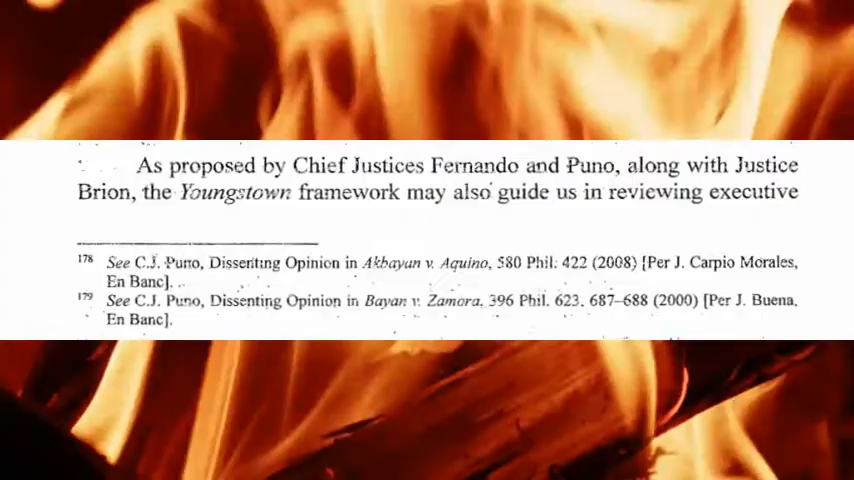 As proposed by Chief Justices Fernando and Puno, along with Justice
Brion, the Youngstown framework may also guide us in reviewing executive
178 See C.J. Puno, Dissenting Opinion in Akbayan v. Aquino, 580 Phil. 422 (2008) [Per J. Carpio Morales,
En Banc].
179 See C.J. Puno, Dissenting Opinion in Bayan v. Zamora, 396 Phil. 623, 687–688 (2000) [Per J. Buena,
En Banc].